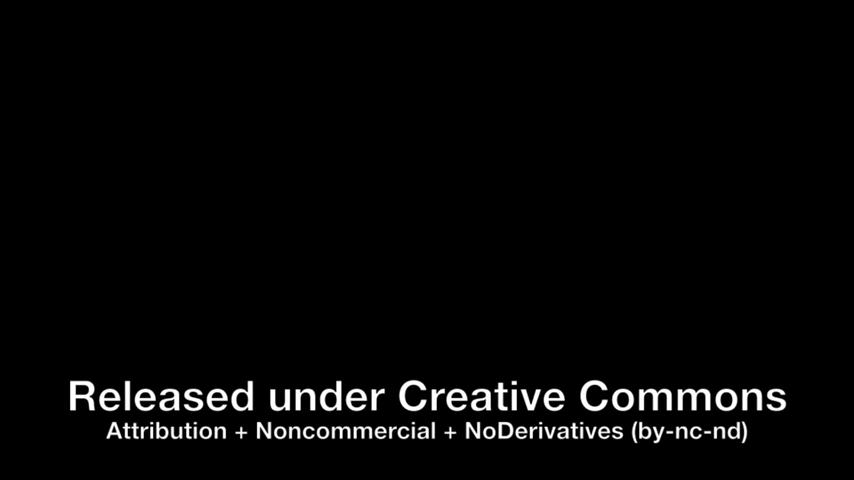 Released under Creative Commons
Attribution + Noncommercial + NoDerivatives (by-nc-nd)